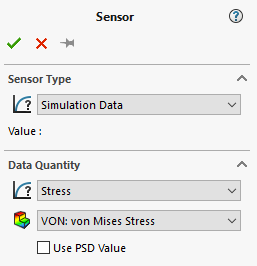 Sensor
Sensor Type
Simulation Data
Value :
Data Quantity
Stress
VON: von Mises Stress
Use PSD Value